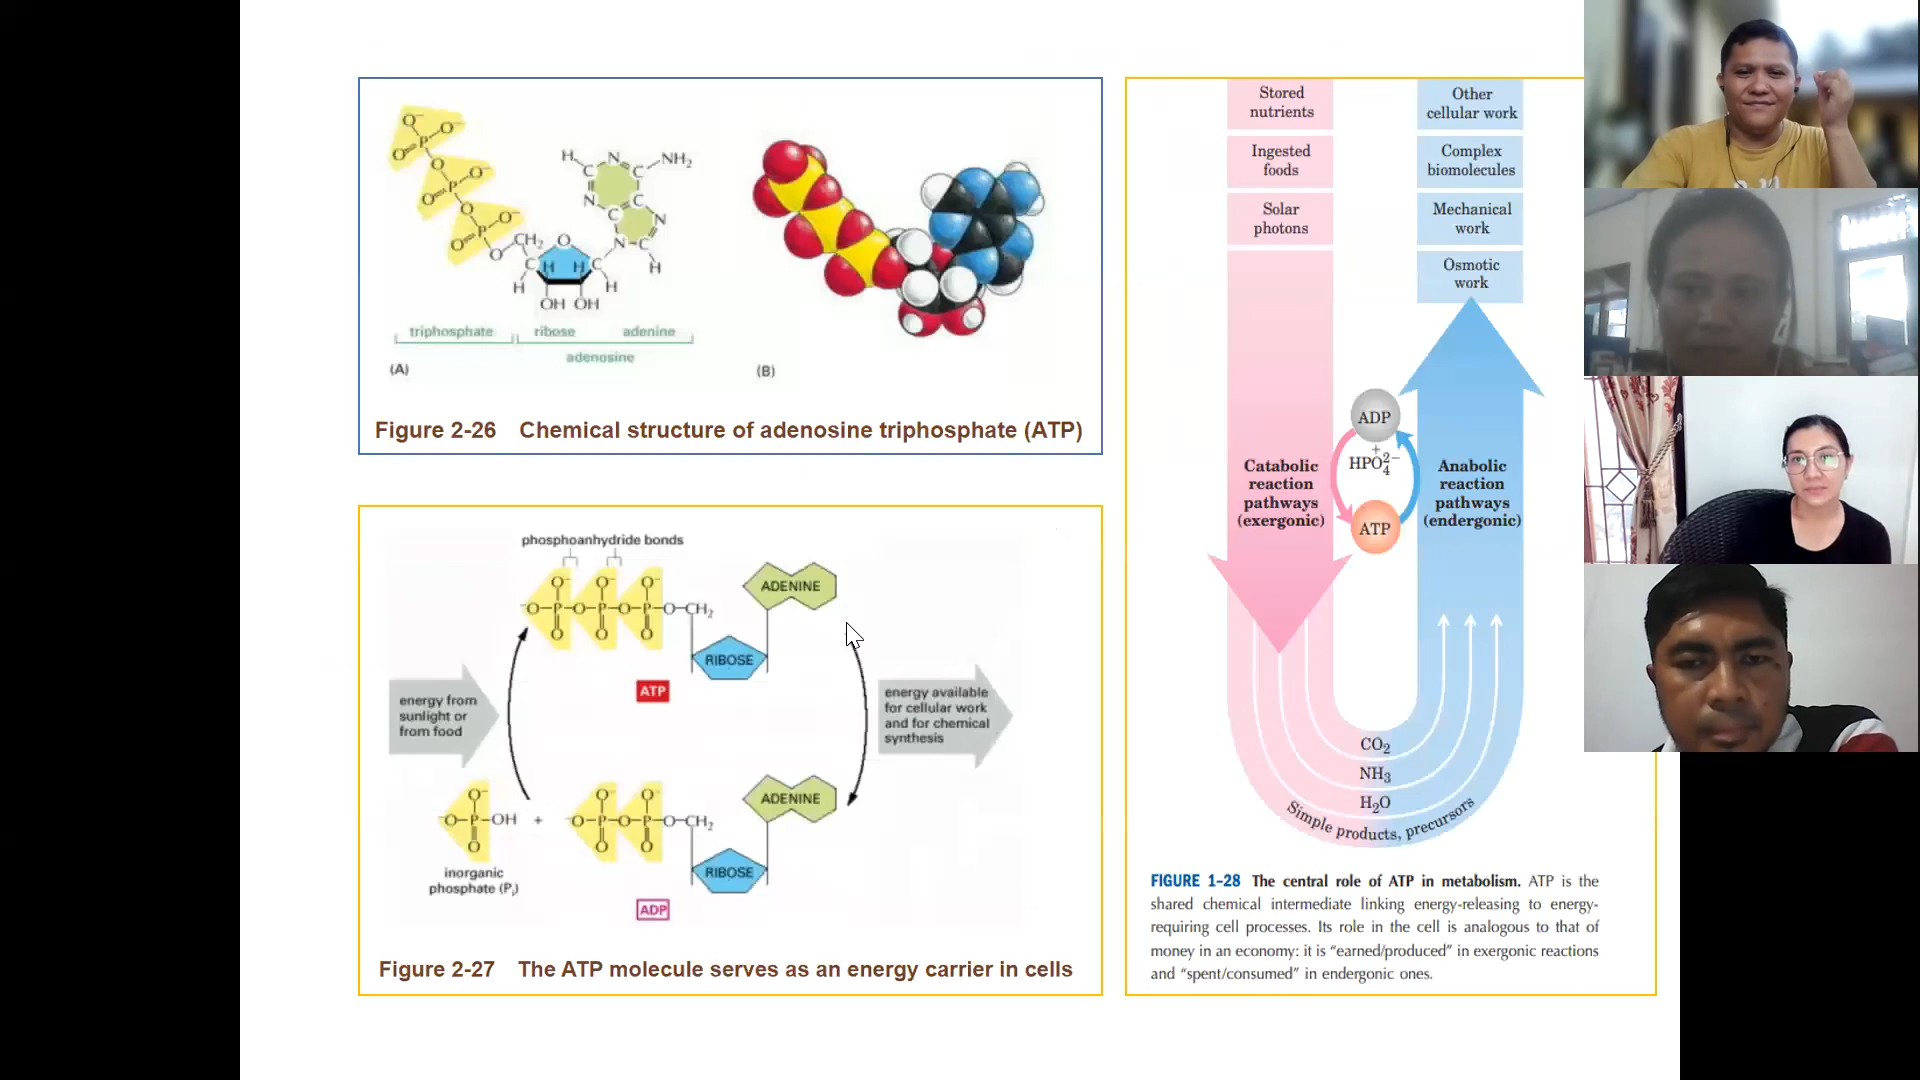 O⁻
O⁻
P
O
O
O⁻
P
O
O
O⁻
P
O
O
CH₂
O
C
H
H
C
H
H
OH OH
H
C
N
C
NH₂
C
N
C
C
N
N
C
H
triphosphate
ribose
adenine
adenosine
(A)
(B)
Figure 2-26 Chemical structure of adenosine triphosphate (ATP)
phosphoanhydride bonds
O⁻ O⁻ O⁻
⁻O–P–O–P–O–P–O–CH₂
O O O
ADENINE
RIBOSE
ATP
energy from
sunlight or
from food
energy available
for cellular work
and for chemical
synthesis
O⁻
⁻O–P–OH
O
+
O⁻ O⁻
⁻O–P–O–P–O–CH₂
O O
ADENINE
RIBOSE
inorganic
phosphate (Pᵢ)
ADP
Figure 2-27 The ATP molecule serves as an energy carrier in cells
Stored
nutrients
Ingested
foods
Solar
photons
Other
cellular work
Complex
biomolecules
Mechanical
work
Osmotic
work
Catabolic
reaction
pathways
(exergonic)
ADP
+
HPO₄²⁻
ATP
Anabolic
reaction
pathways
(endergonic)
CO₂
NH₃
H₂O
Simple products, precursors
FIGURE 1–28 The central role of ATP in metabolism. ATP is the
shared chemical intermediate linking energy-releasing to energy-
requiring cell processes. Its role in the cell is analogous to that of
money in an economy: it is “earned/produced” in exergonic reactions
and “spent/consumed” in endergonic ones.